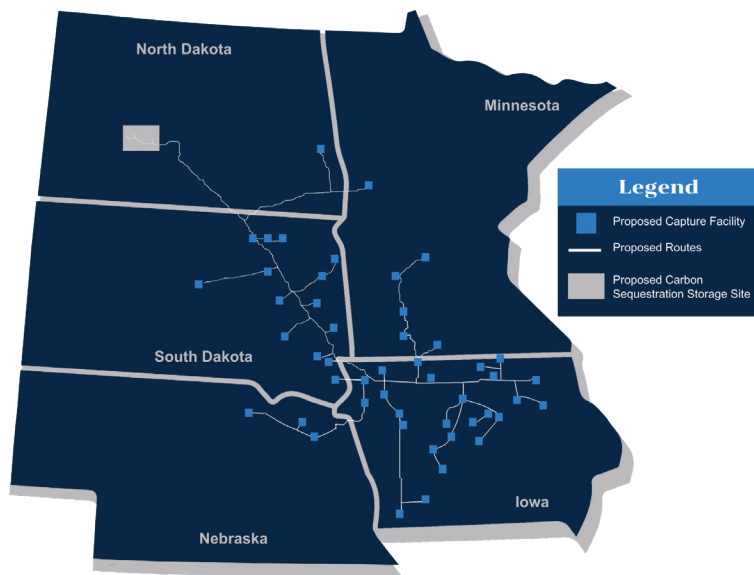 North Dakota
Minnesota
Legend
Proposed Capture Facility
Proposed Routes
Proposed Carbon
Sequestration Storage Site
South Dakota
Iowa
Nebraska